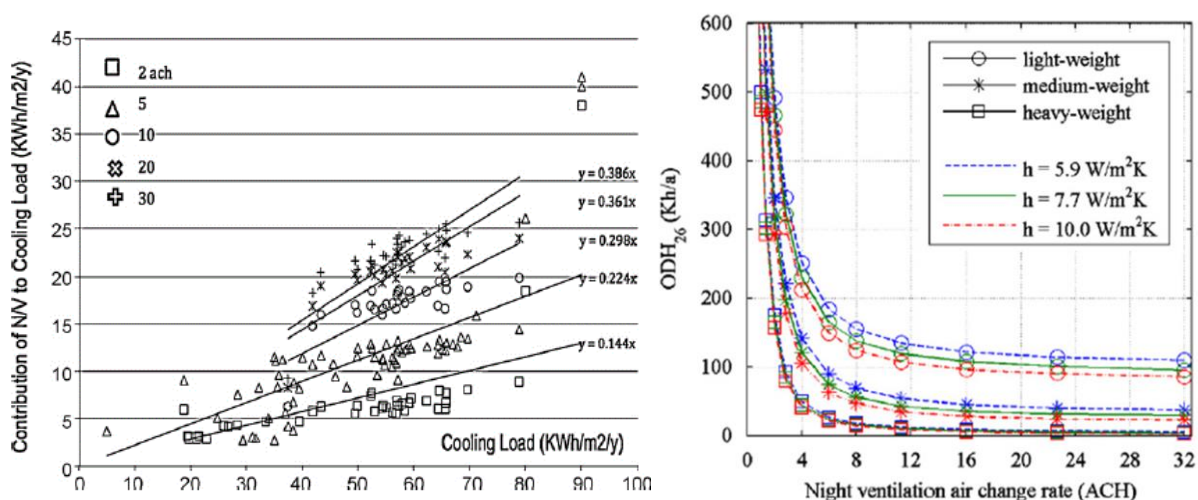 Contribution of N/V to Cooling Load (KWh/m2/y)
45
40
35
30
25
20
15
10
5
0
2 ach
5
10
20
30
y = 0.386x
y = 0.361x
y = 0.298x
y = 0.224x
y = 0.144x
Cooling Load (KWh/m2/y)
0 10 20 30 40 50 60 70 80 90 100
ODH26 (Kh/a)
600
500
400
300
200
100
0
light-weight
medium-weight
heavy-weight
h = 5.9 W/m²K
h = 7.7 W/m²K
h = 10.0 W/m²K
0 4 8 12 16 20 24 28 32
Night ventilation air change rate (ACH)